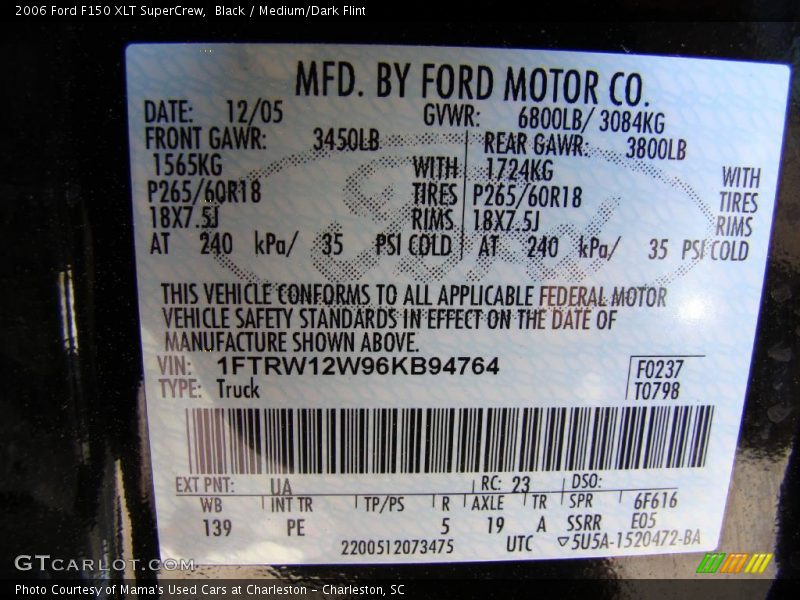 2006 Ford F150 XLT SuperCrew,  Black / Medium/Dark Flint
MFD. BY FORD MOTOR CO.
DATE: 12/05 GVWR: 6800LB/ 3084KG
FRONT GAWR: 3450LB REAR GAWR: 3800LB
1565KG WITH 1724KG WITH
P265/60R18 TIRES P265/60R18 TIRES
18X7.5J RIMS 18X7.5J RIMS
AT 240 kPa/ 35 PSI COLD AT 240 kPa/ 35 PSI COLD
Ford
THIS VEHICLE CONFORMS TO ALL APPLICABLE FEDERAL MOTOR
VEHICLE SAFETY STANDARDS IN EFFECT ON THE DATE OF
MANUFACTURE SHOWN ABOVE.
VIN: 1FTRW12W96KB94764 F0237
TYPE: Truck T0798
EXT PNT: UA RC: 23 DSO:
WB INT TR TP/PS R AXLE TR SPR 6F616
139 PE 5 19 A SSRR E05
2200512073475 UTC ▽5U5A-1520472-BA
GTCARLOT.COM
Photo Courtesy of Mama's Used Cars at Charleston - Charleston, SC